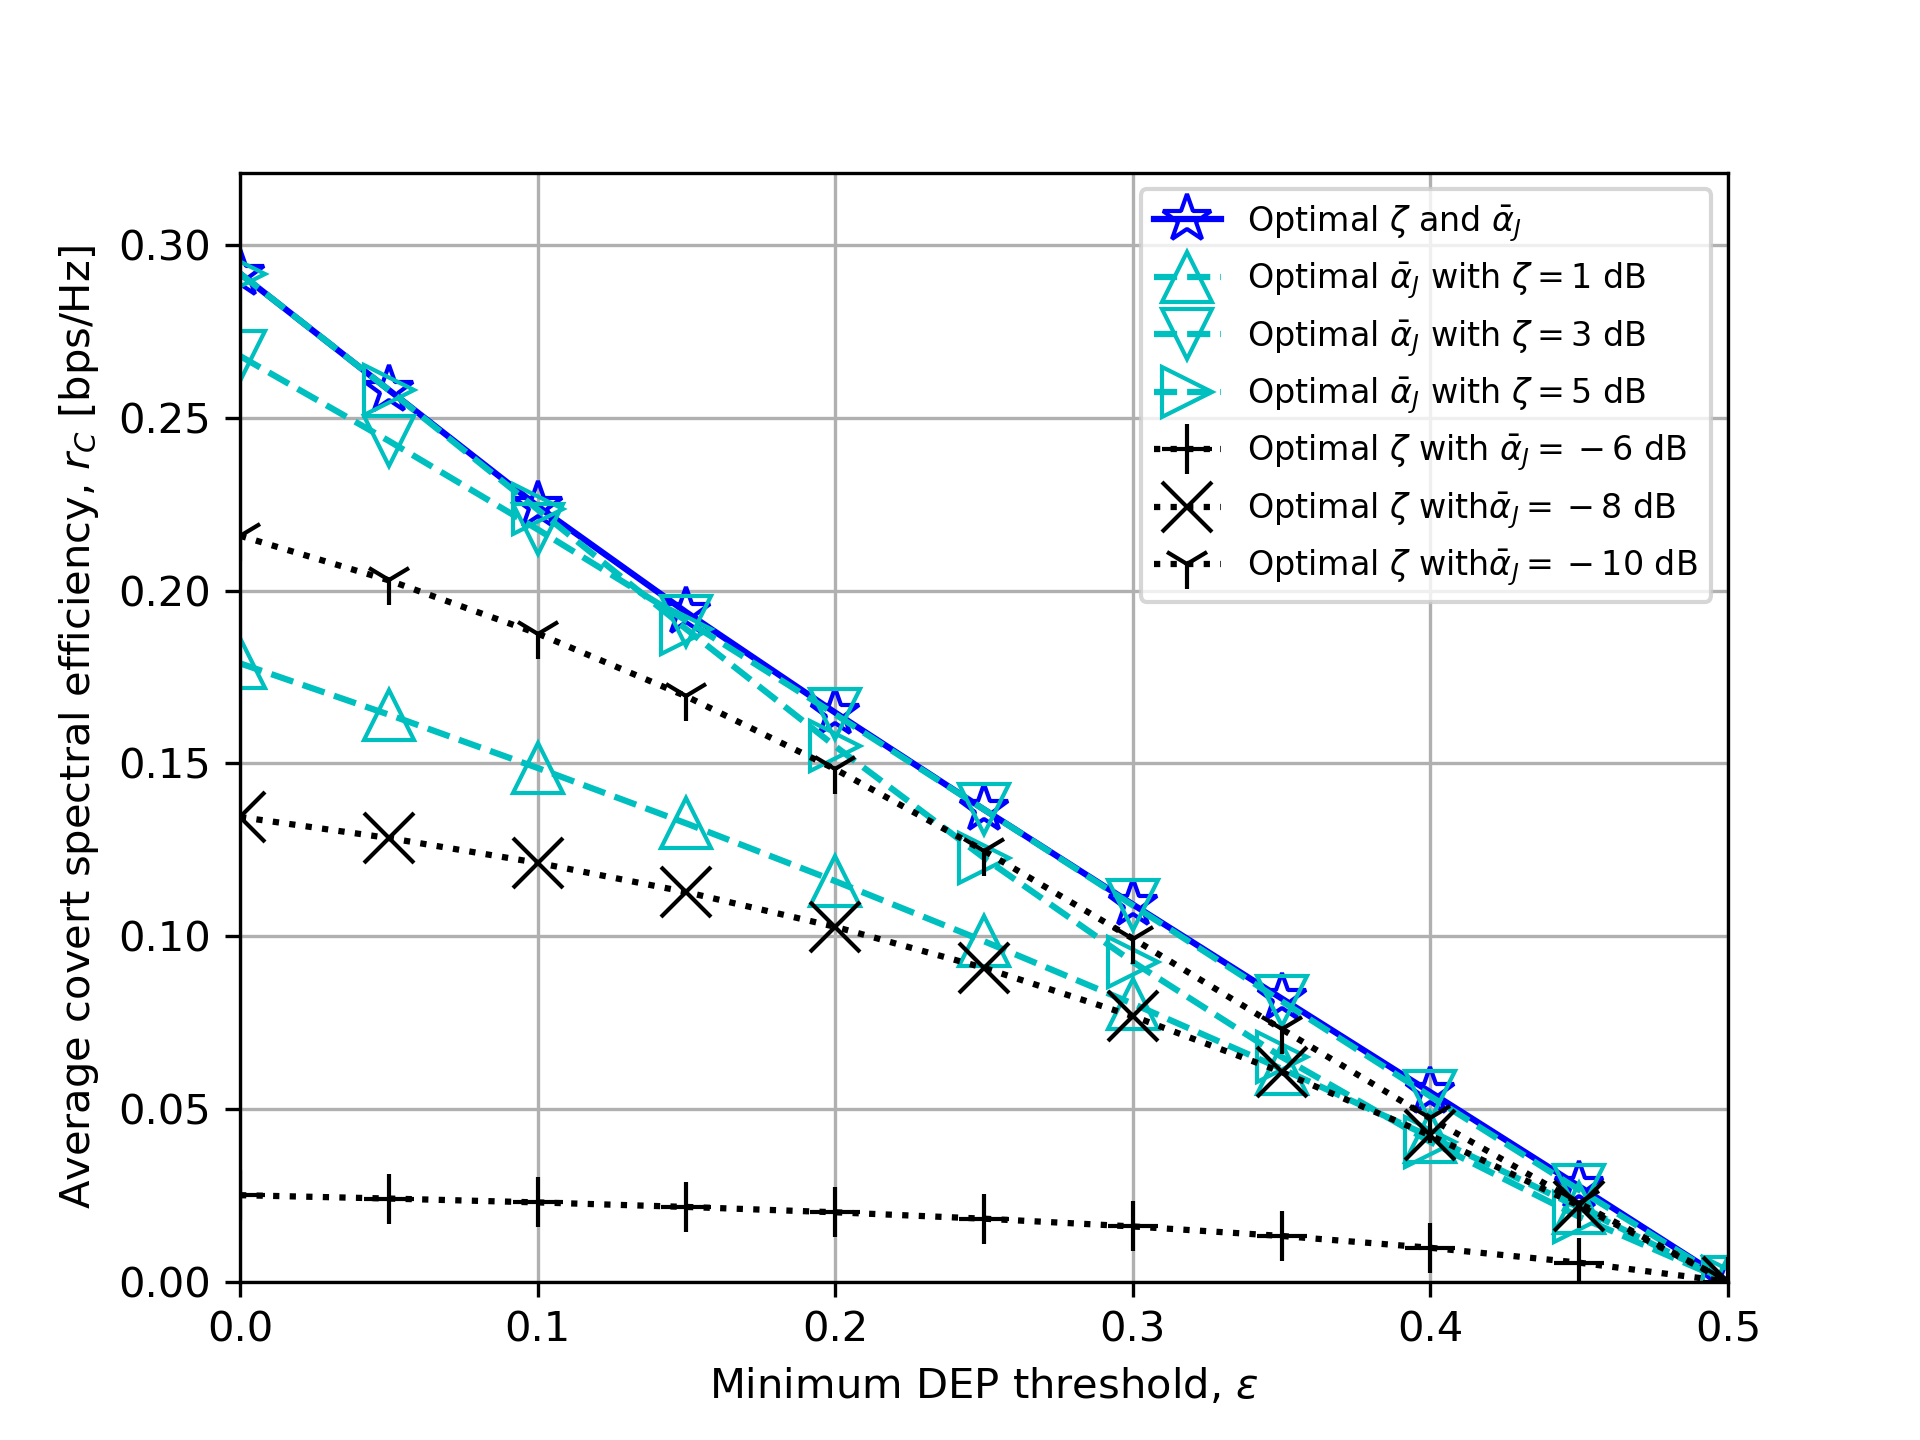 Average covert spectral efficiency, r_C [bps/Hz]
0.30
0.25
0.20
0.15
0.10
0.05
0.00
0.0 0.1 0.2 0.3 0.4 0.5
Minimum DEP threshold, ε
Optimal ζ and ᾱ_J
Optimal ᾱ_J with ζ = 1 dB
Optimal ᾱ_J with ζ = 3 dB
Optimal ᾱ_J with ζ = 5 dB
Optimal ζ with ᾱ_J = − 6 dB
Optimal ζ withᾱ_J = − 8 dB
Optimal ζ withᾱ_J = − 10 dB